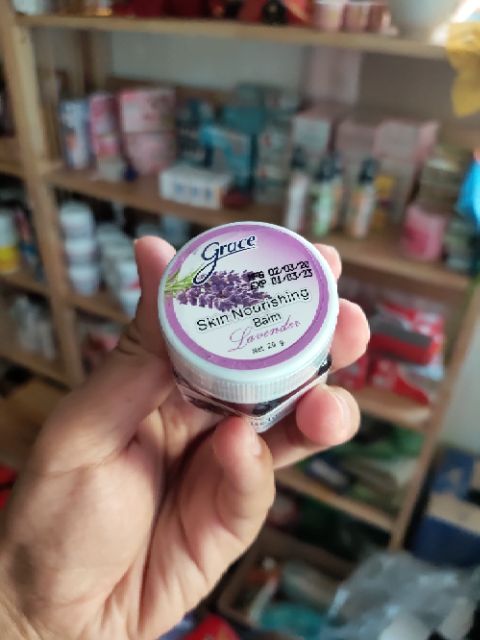 Grace
MFG 02/03/20
EXP 01/03/23
Skin Nourishing
Balm
Lavender
Net 20 g